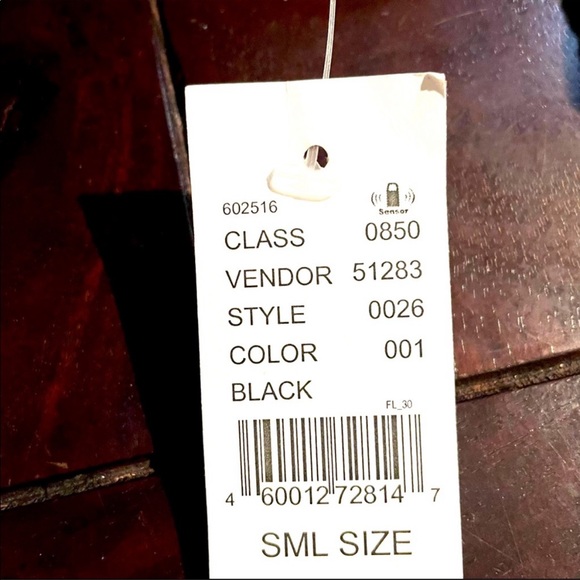 602516
Sensor
CLASS 0850
VENDOR 51283
STYLE 0026
COLOR 001
BLACK
FL_30
4 60012 72814 7
SML SIZE